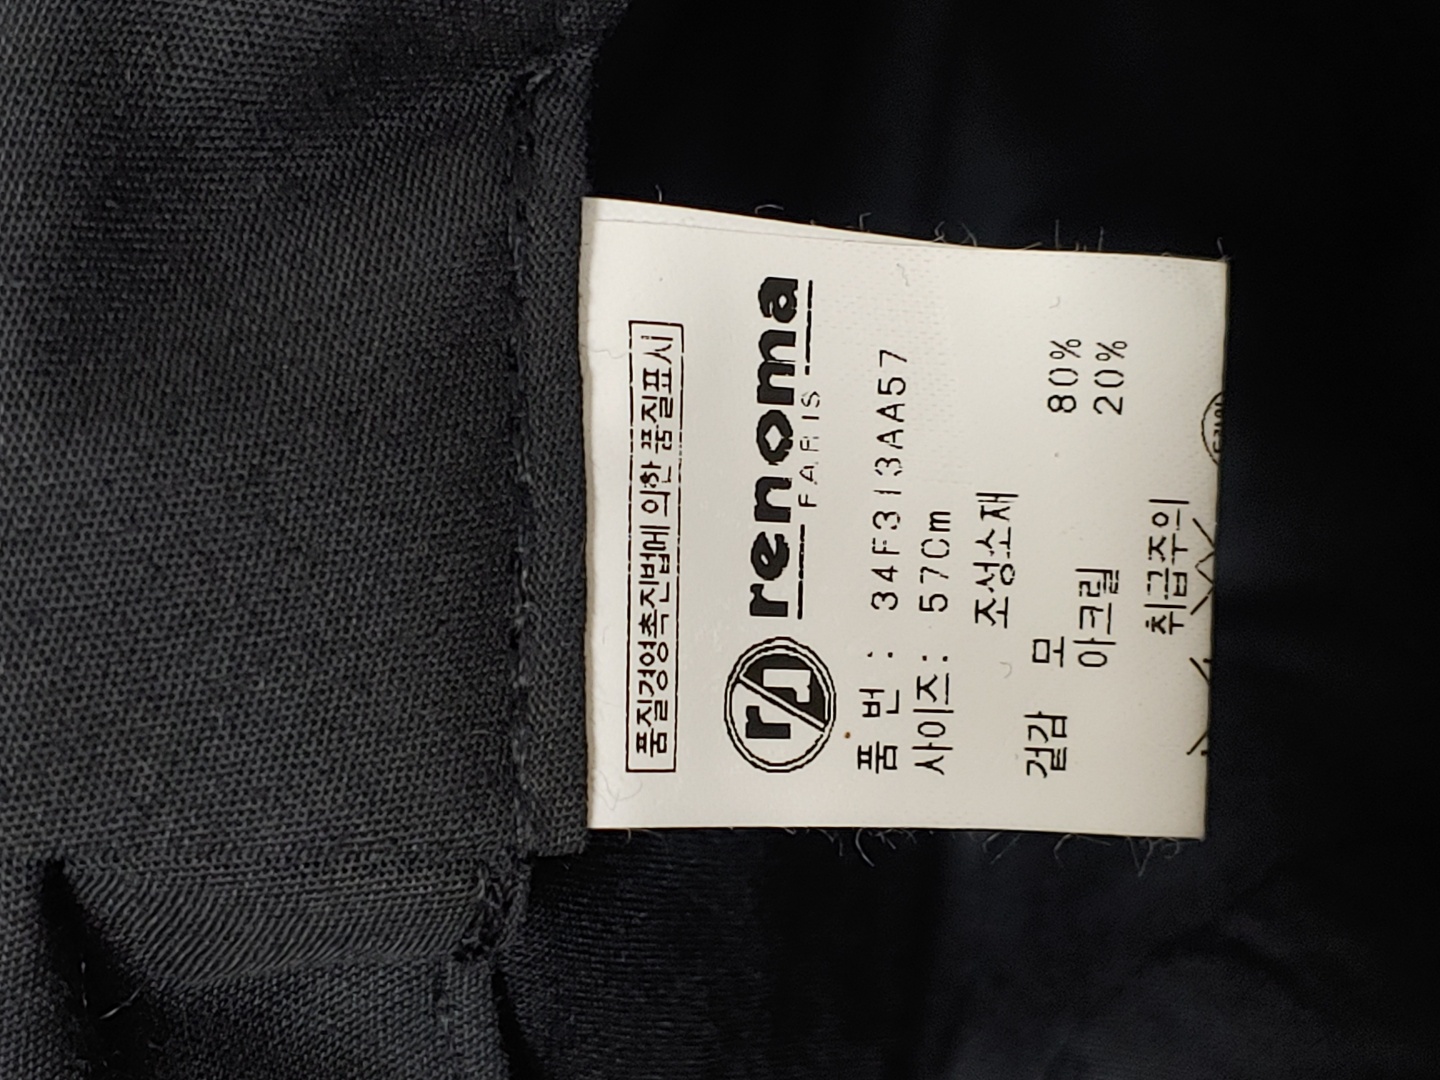 품질경영촉진법에 의한 품질표시
renoma
PARIS
품 번 : 34F313AA57
사이즈 : 57Cm
조성소재
겉감 모 80%
아크릴 20%
취급주의